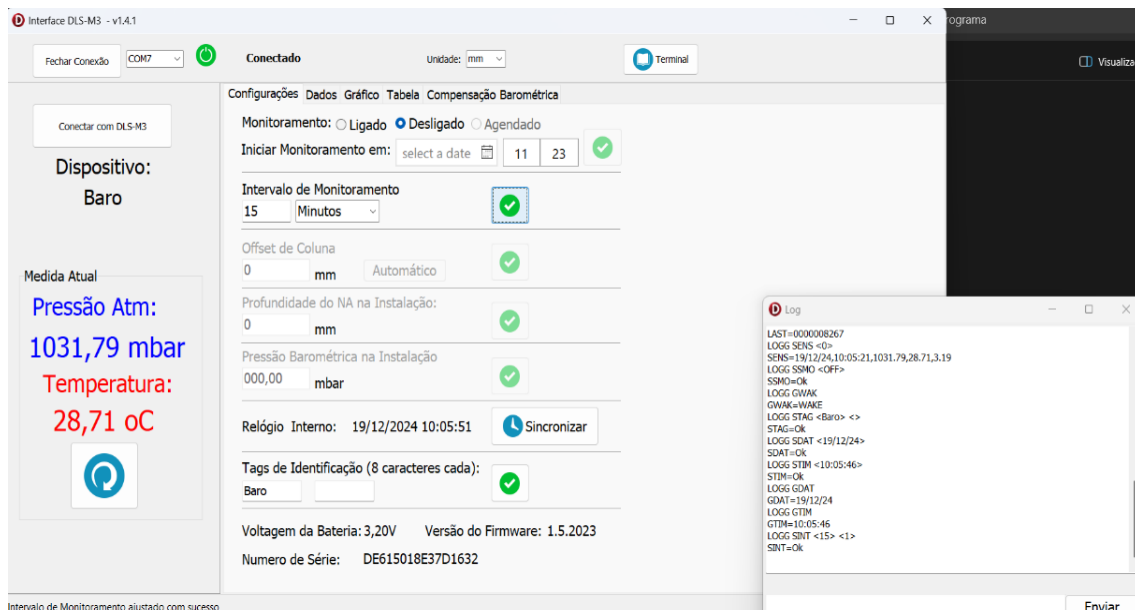 Interface DLS-M3 - v1.4.1
rograma
Fechar Conexão COM7 Conectado Unidade: mm Terminal
Visualiza
Configurações Dados Gráfico Tabela Compensação Barométrica
Conectar com DLS-M3
Dispositivo:
Baro
Medida Atual
Pressão Atm:
1031,79 mbar
Temperatura:
28,71 oC
Monitoramento: Ligado Desligado Agendado
Iniciar Monitoramento em: select a date 11 23
Intervalo de Monitoramento
15 Minutos
Offset de Coluna
0 mm Automático
Profundidade do NA na Instalação:
0 mm
Pressão Barométrica na Instalação
000,00 mbar
Relógio Interno: 19/12/2024 10:05:51 Sincronizar
Tags de Identificação (8 caracteres cada):
Baro
Voltagem da Bateria: 3,20V Versão do Firmware: 1.5.2023
Numero de Série: DE615018E37D1632
Intervalo de Monitoramento ajustado com sucesso
Log
LAST=0000008267
LOGG SENS <0>
SENS=19/12/24,10:05:21,1031.79,28.71,3.19
LOGG SSMO <OFF>
SSMO=Ok
LOGG GWAK
GWAK=WAKE
LOGG STAG <Baro> <>
STAG=Ok
LOGG SDAT <19/12/24>
SDAT=Ok
LOGG STIM <10:05:46>
STIM=Ok
LOGG GDAT
GDAT=19/12/24
LOGG GTIM
GTIM=10:05:46
LOGG SINT <15> <1>
SINT=Ok
Enviar